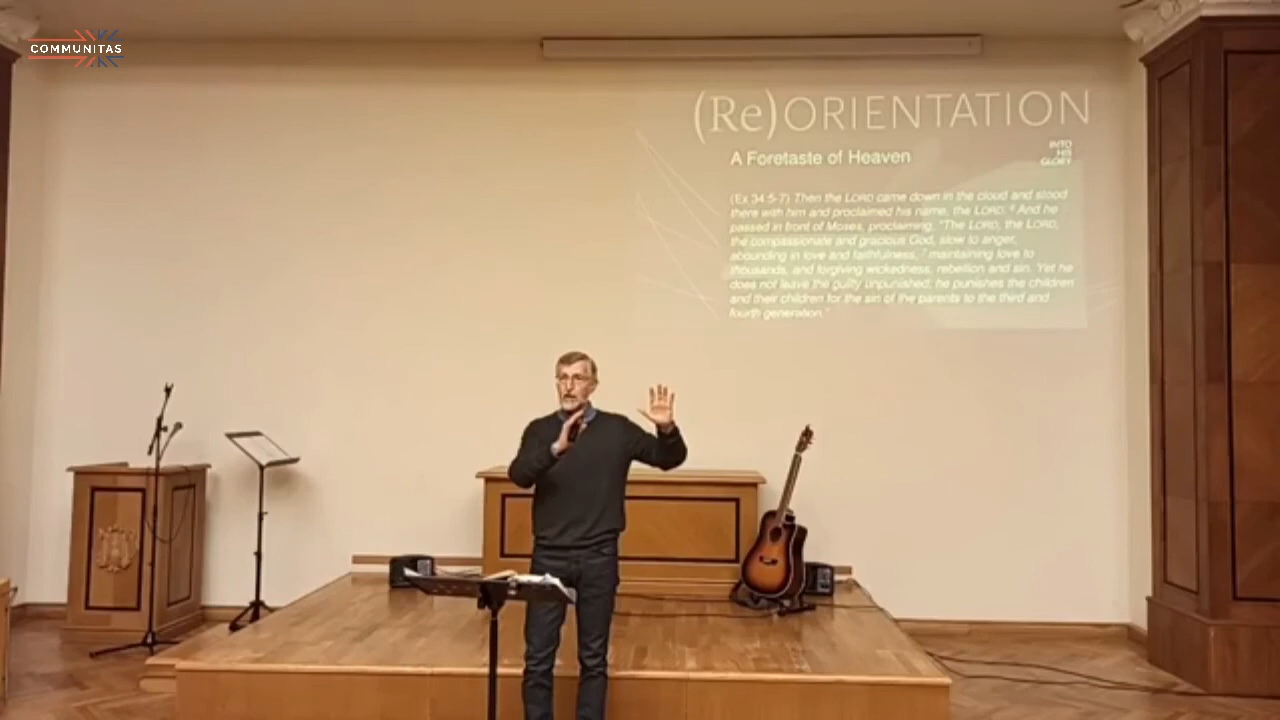 COMMUNITAS
(Re)ORIENTATION
A Foretaste of Heaven
INTO
HIS
GLORY
(Ex 34:5-7) Then the LORD came down in the cloud and stood
there with him and proclaimed his name, the LORD. 6 And he
passed in front of Moses, proclaiming, "The LORD, the LORD,
the compassionate and gracious God, slow to anger,
abounding in love and faithfulness, 7 maintaining love to
thousands, and forgiving wickedness, rebellion and sin. Yet he
does not leave the guilty unpunished; he punishes the children
and their children for the sin of the parents to the third and
fourth generation."